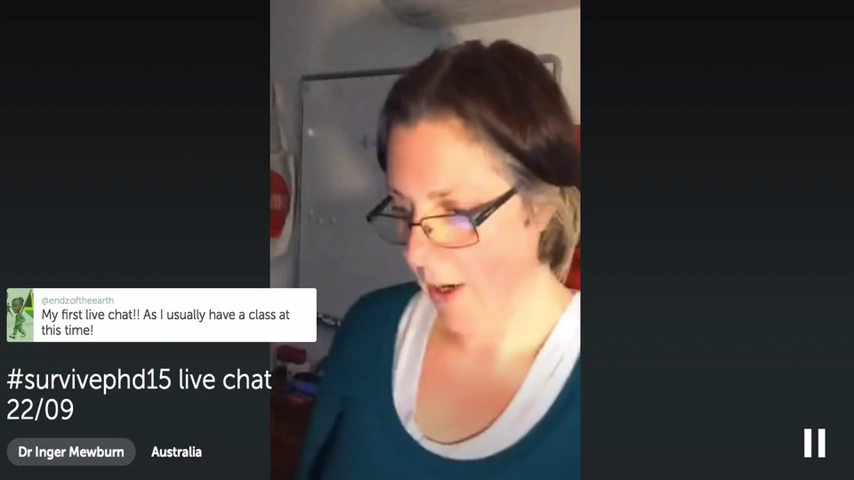 @endzoftheearth
My first live chat!! As I usually have a class at
this time!
#survivephd15 live chat
22/09
Dr Inger Mewburn
Australia